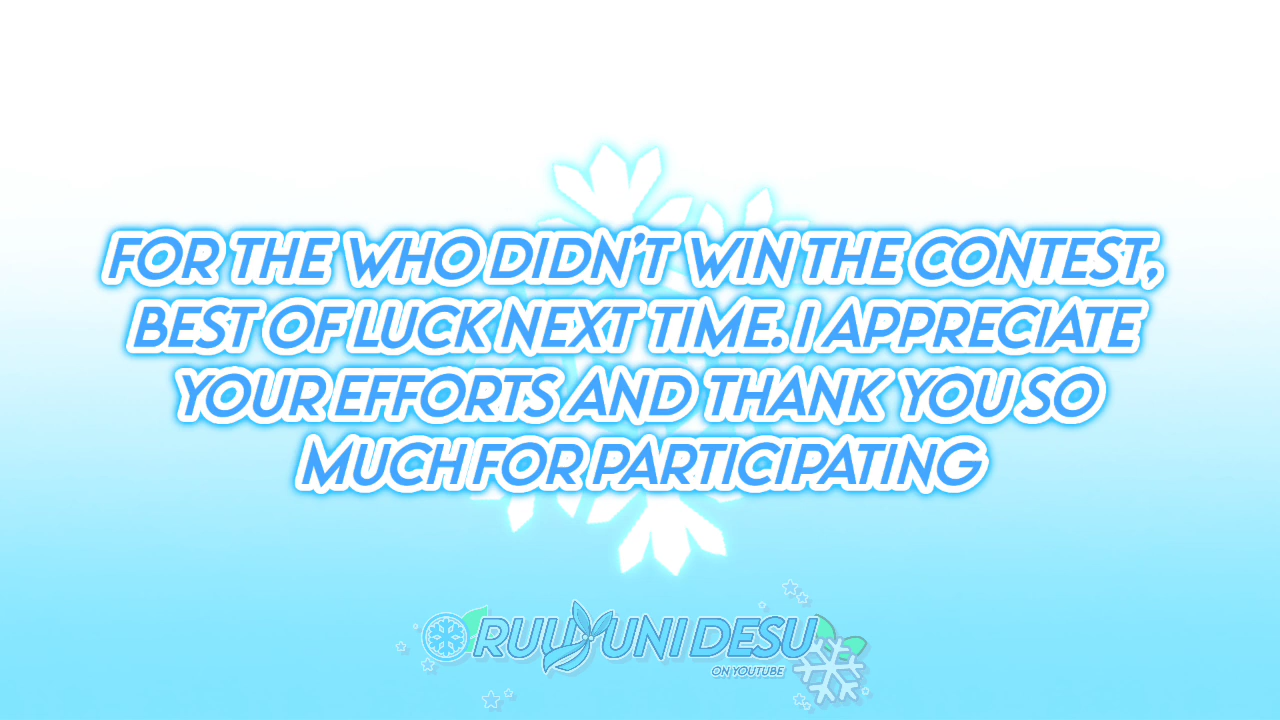 FOR THE WHO DIDN'T WIN THE CONTEST,
BEST OF LUCK NEXT TIME. I APPRECIATE
YOUR EFFORTS AND THANK YOU SO
MUCH FOR PARTICIPATING
RUUYUNI DESU
ON YOUTUBE